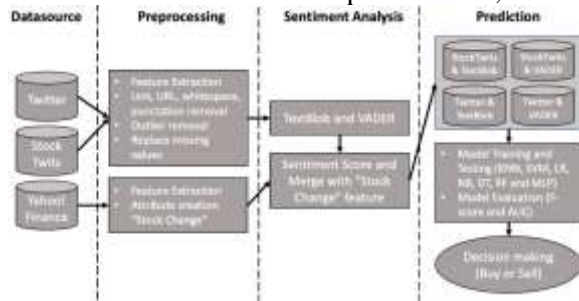 Datasource
Preprocessing
Sentiment Analysis
Prediction
Twitter
Stock
Twits
Yahoo!
Finance
• Feature Extraction
• URL, whitespace,
removal
• Outlier removal
• Replace missing
values
• Feature Extraction
• Attribute creation
"Stock Change"
TextBlob and VADER
Sentiment Score and
Merge with "Stock
Change" feature
StockTwits
& TextBlob
StockTwits
& VADER
Twitter &
TextBlob
Twitter &
VADER
• Model Training and
Testing (KNN, SVM, LR,
NB, DT, RF and MLP)
• Model Evaluation (F-
score and AUC)
Decision making
(Buy or Sell)